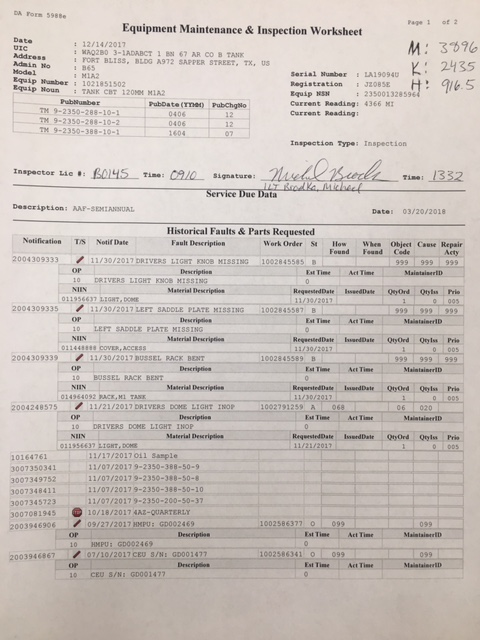 DA Form 5988e
Page 1 of 2
Equipment Maintenance & Inspection Worksheet
Date : 12/14/2017
UIC : WAQ2B0 3-1ADABCT 1 BN 67 AR CO B TANK
Address : FORT BLISS, BLDG A972 SAPPER STREET, TX, US
Admin No : B65
Model : M1A2
Equip Number : 1021851502
Equip Noun : TANK CBT 120MM M1A2
M: 3896
K: 2435
H: 916.5
Serial Number : LA19094U
Registration : JE085E
Equip NSN : 2350013285964
Current Reading: 4366 MI
Current Reading:
PubNumber PubDate(YYMM) PubChgNo
TM 9-2350-288-10-1 0406 12
TM 9-2350-288-10-2 0406 12
TM 9-2350-388-10-1 1604 07
Inspection Type: Inspection
Inspector Lic #: B0145 Time: 0910 Signature: Time: 1332
1LT Brodka, Michael
Service Due Data
Description: AAF-SEMIANNUAL Date: 03/20/2018
Historical Faults & Parts Requested
Notification T/S Notif Date Fault Description Work Order St How Found When Found Object Code Cause Repair Acty
2004309333 11/30/2017 DRIVERS LIGHT KNOB MISSING 1002845585 B 999 999 999
OP Description Est Time Act Time MaintainerID
10 DRIVERS LIGHT KNOB MISSING 0
NIIN Material Description RequestedDate IssuedDate QtyOrd QtyIss Prio
011956637 LIGHT,DOME 11/30/2017 1 0 005
2004309335 11/30/2017 LEFT SADDLE PLATE MISSING 1002845587 B 999 999 999
OP Description Est Time Act Time MaintainerID
10 LEFT SADDLE PLATE MISSING 0
NIIN Material Description RequestedDate IssuedDate QtyOrd QtyIss Prio
011448888 COVER,ACCESS 11/30/2017 1 0 005
2004309339 11/30/2017 BUSSEL RACK BENT 1002845589 B 999 999 999
OP Description Est Time Act Time MaintainerID
10 BUSSEL RACK BENT 0
NIIN Material Description RequestedDate IssuedDate QtyOrd QtyIss Prio
014964092 RACK,M1 TANK 11/30/2017 1 0 005
2004248575 11/21/2017 DRIVERS DOME LIGHT INOP 1002791259 A 068 06 020
OP Description Est Time Act Time MaintainerID
10 DRIVERS DOME LIGHT INOP 0
NIIN Material Description RequestedDate IssuedDate QtyOrd QtyIss Prio
011956637 LIGHT,DOME 11/21/2017 1 0 005
10164761 11/17/2017 Oil Sample
3007350341 11/07/2017 9-2350-388-50-9
3007349752 11/07/2017 9-2350-388-50-8
3007348411 11/07/2017 9-2350-388-50-10
3007345723 11/07/2017 9-2350-200-50-37
3007081945 10/18/2017 4AZ-QUARTERLY
2003946906 09/27/2017 HMPU: GD002469 1002586377 O 099 099
OP Description Est Time Act Time MaintainerID
10 HMPU: GD002469 0
2003946867 07/10/2017 CEU S/N: GD001477 1002586341 O 099 099
OP Description Est Time Act Time MaintainerID
10 CEU S/N: GD001477 0